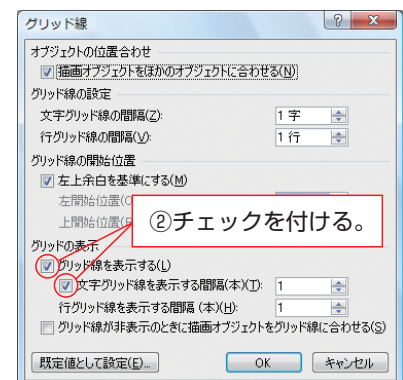 グリッド線
オブジェクトの位置合わせ
描画オブジェクトをほかのオブジェクトに合わせる(N)
グリッド線の設定
文字グリッド線の間隔(Z): 1 字
行グリッド線の間隔(V): 1 行
グリッド線の開始位置
左上余白を基準にする(M)
左開始位置(O
上開始位置(
②チェックを付ける。
グリッドの表示
グリッド線を表示する(L)
文字グリッド線を表示する間隔(本)(T): 1
行グリッド線を表示する間隔 (本)(H): 1
グリッド線が非表示のときに描画オブジェクトをグリッド線に合わせる(S)
既定値として設定(E)... OK キャンセル